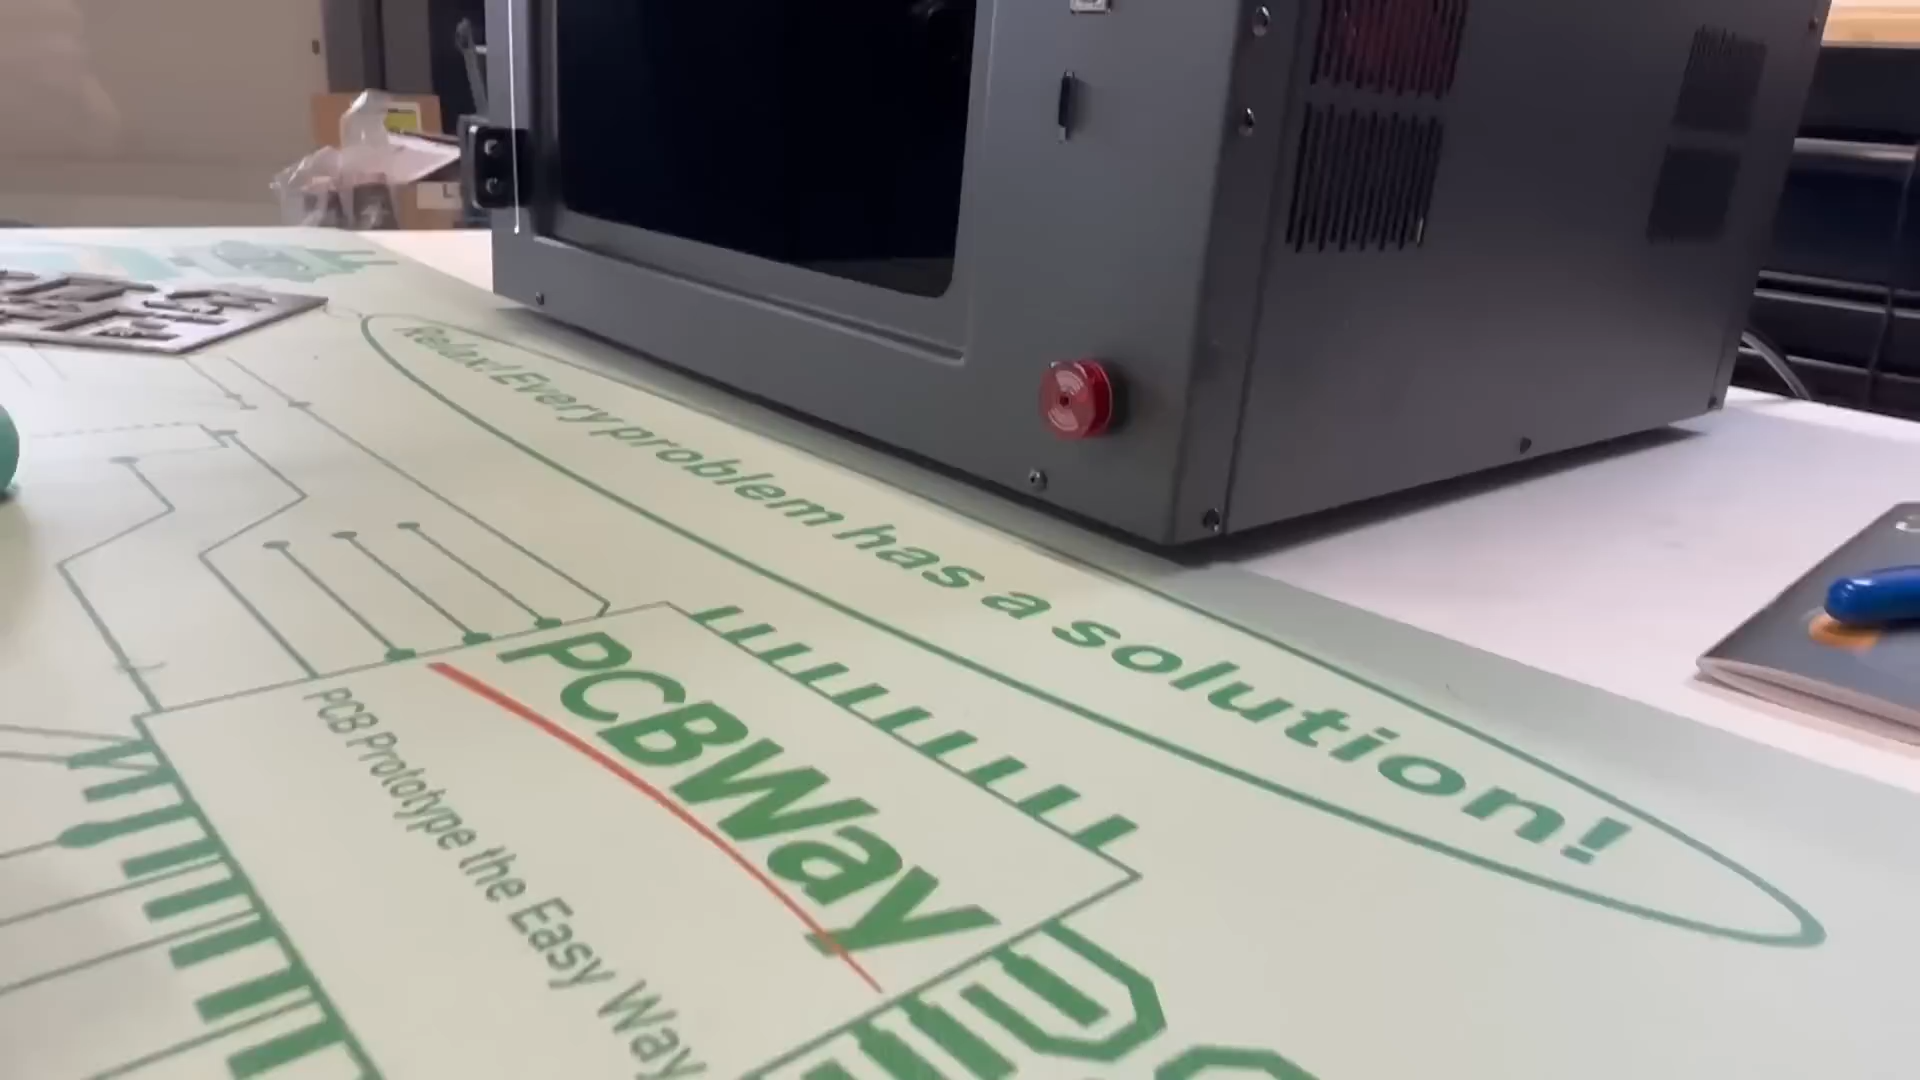 Relax! Every problem has a solution!
PCBWay
PCB Prototype the Easy Way